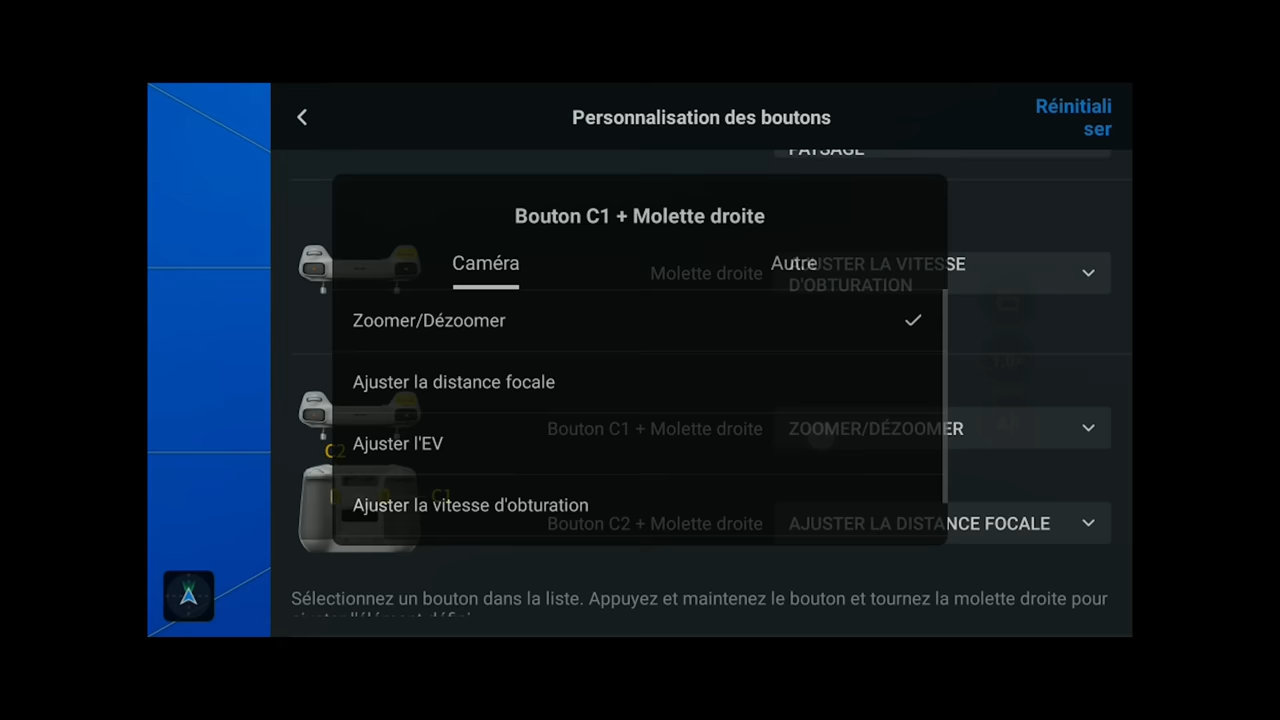 Personnalisation des boutons
Réinitiali
ser
PAYSAGE
Bouton C1 + Molette droite
Caméra
Autre
Molette droite
AJUSTER LA VITESSE
D'OBTURATION
Zoomer/Dézoomer
Ajuster la distance focale
Bouton C1 + Molette droite
ZOOMER/DÉZOOMER
Ajuster l'EV
C2
C1
Ajuster la vitesse d'obturation
Bouton C2 + Molette droite
AJUSTER LA DISTANCE FOCALE
Sélectionnez un bouton dans la liste. Appuyez et maintenez le bouton et tournez la molette droite pour